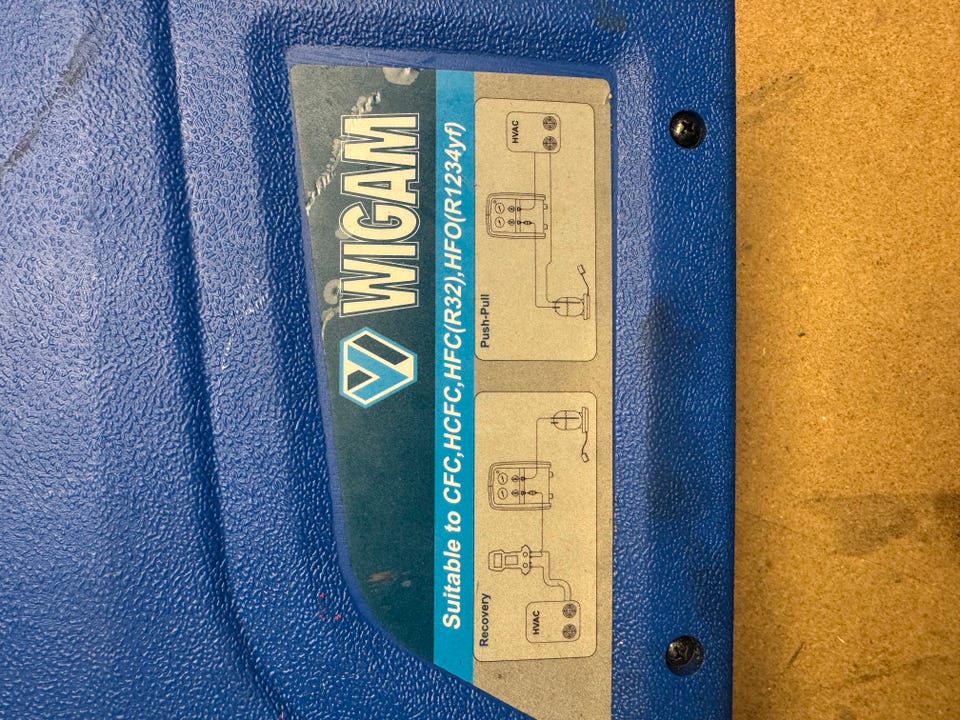 WIGAM
Suitable to CFC,HCFC,HFC(R32),HFO(R1234yf)
Recovery
HVAC
Push-Pull
HVAC